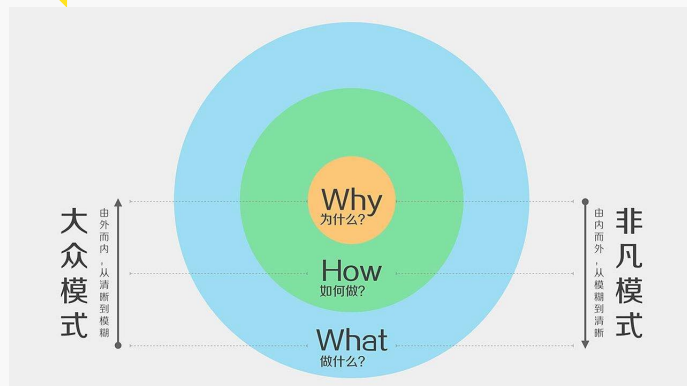 Why
为什么?
How
如何做?
What
做什么?
大众模式
由外而内，从清晰到模糊
由内而外，从模糊到清晰
非凡模式